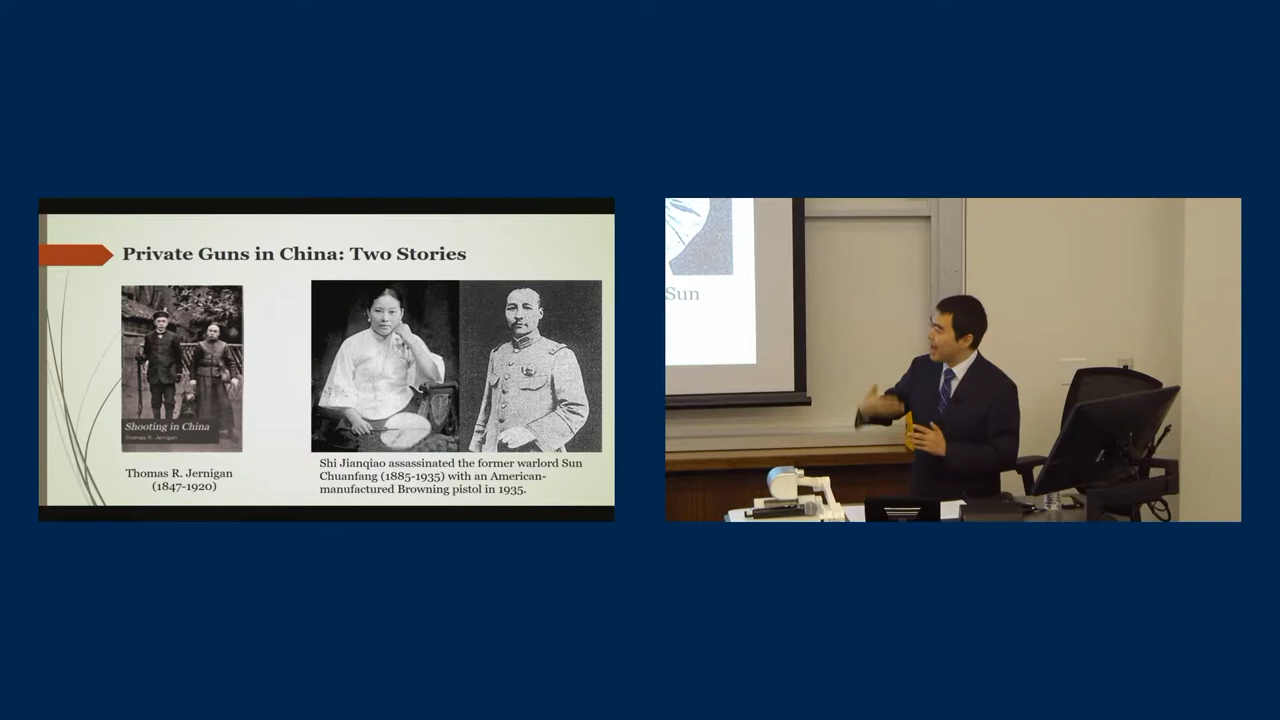 Private Guns in China: Two Stories
Shooting in China
Thomas R. Jernigan
Thomas R. Jernigan
(1847-1920)
Shi Jianqiao assassinated the former warlord Sun
Chuanfang (1885-1935) with an American-
manufactured Browning pistol in 1935.
Sun